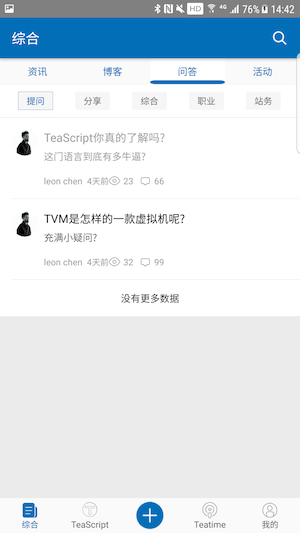 HD 4G 76% 14:42
综合
资讯 博客 问答 活动
提问 分享 综合 职业 站务
TeaScript你真的了解吗?
这门语言到底有多牛逼?
leon chen 4天前 23 66
TVM是怎样的一款虚拟机呢?
充满小疑问?
leon chen 4天前 32 99
没有更多数据
综合 TeaScript Teatime 我的